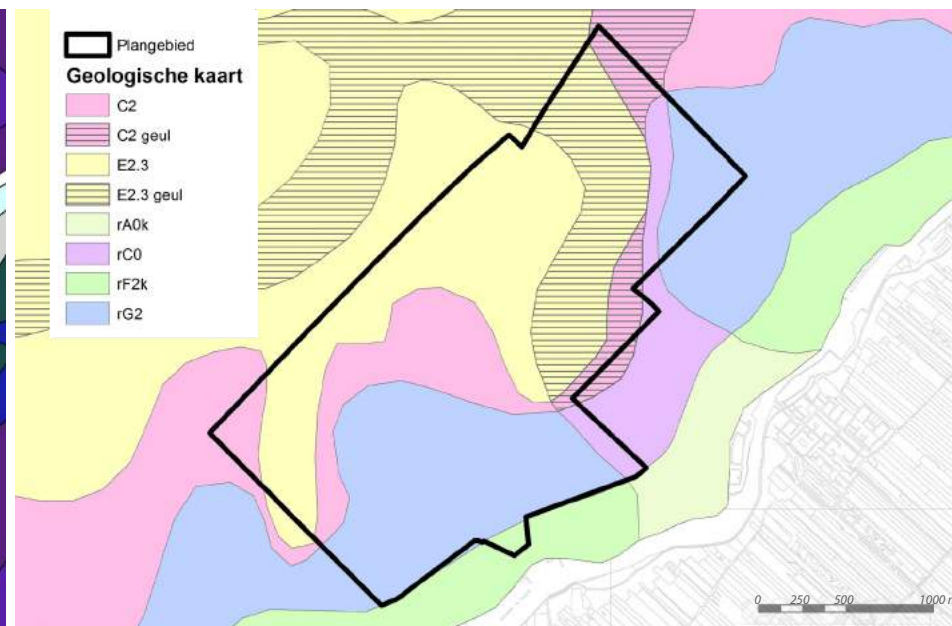 Plangebied
Geologische kaart
C2
C2 geul
E2.3
E2.3 geul
rA0k
rC0
rF2k
rG2
0 250 500 1000 m